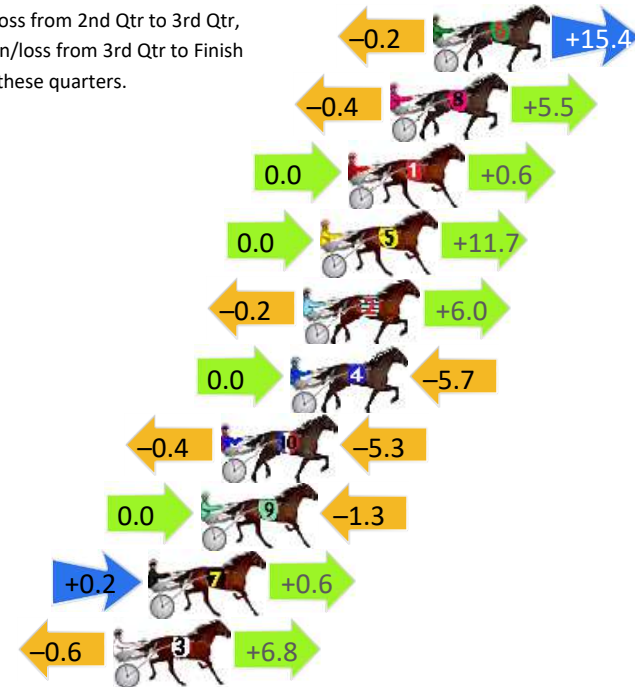 oss from 2nd Qtr to 3rd Qtr,
n/loss from 3rd Qtr to Finish
these quarters.
–0.2 6 +15.4
–0.4 8 +5.5
0.0 1 +0.6
0.0 5 +11.7
–0.2 2 +6.0
0.0 4 –5.7
–0.4 10 –5.3
0.0 9 –1.3
+0.2 7 +0.6
–0.6 3 +6.8